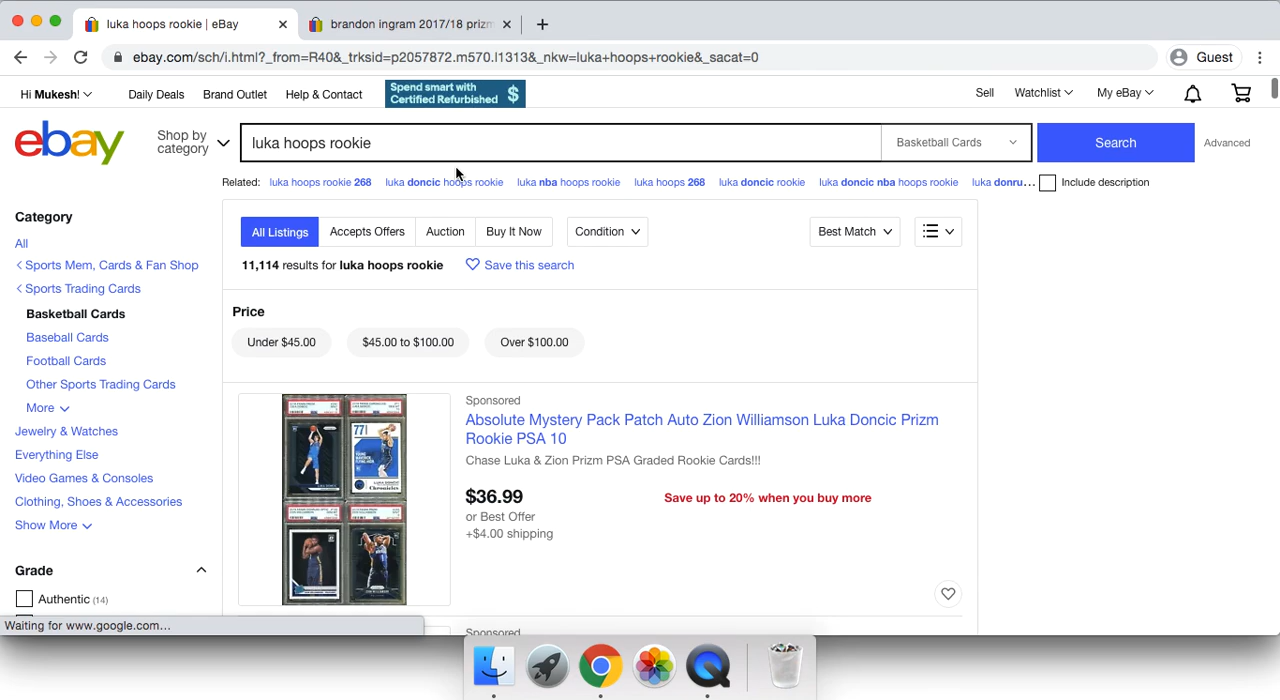 luka hoops rookie | eBay
brandon ingram 2017/18 prizm
ebay.com/sch/i.html?_from=R40&_trksid=p2057872.m570.l1313&_nkw=luka+hoops+rookie&_sacat=0
Guest
Hi Mukesh!
Daily Deals
Brand Outlet
Help & Contact
Spend smart with
Certified Refurbished
$
Sell
Watchlist
My eBay
ebay
Shop by
category
luka hoops rookie
Basketball Cards
Search
Advanced
Related: luka hoops rookie 268 luka doncic hoops rookie luka nba hoops rookie luka hoops 268 luka doncic rookie luka doncic nba hoops rookie luka donru...
Include description
Category
All
< Sports Mem, Cards & Fan Shop
< Sports Trading Cards
Basketball Cards
Baseball Cards
Football Cards
Other Sports Trading Cards
More
Jewelry & Watches
Everything Else
Video Games & Consoles
Clothing, Shoes & Accessories
Show More
Grade
Authentic (14)
All Listings
Accepts Offers
Auction
Buy It Now
Condition
Best Match
11,114 results for luka hoops rookie
Save this search
Price
Under $45.00
$45.00 to $100.00
Over $100.00
Sponsored
Absolute Mystery Pack Patch Auto Zion Williamson Luka Doncic Prizm
Rookie PSA 10
Chase Luka & Zion Prizm PSA Graded Rookie Cards!!!
$36.99
or Best Offer
+$4.00 shipping
Save up to 20% when you buy more
77
Sponsored
Waiting for www.google.com...